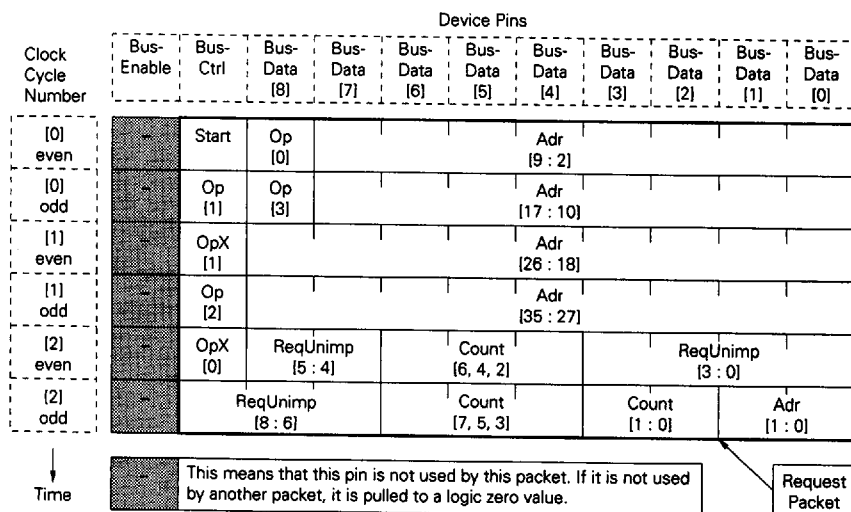 Device Pins
Clock Cycle Number
Bus-Enable
Bus-Ctrl
Bus-Data [8]
Bus-Data [7]
Bus-Data [6]
Bus-Data [5]
Bus-Data [4]
Bus-Data [3]
Bus-Data [2]
Bus-Data [1]
Bus-Data [0]
[0] even
-
Start
Op [0]
Adr [9 : 2]
[0] odd
-
Op [1]
Op [3]
Adr [17 : 10]
[1] even
-
OpX [1]
Adr [26 : 18]
[1] odd
-
Op [2]
Adr [35 : 27]
[2] even
-
OpX [0]
ReqUnimp [5 : 4]
Count [6, 4, 2]
ReqUnimp [3 : 0]
[2] odd
-
ReqUnimp [8 : 6]
Count [7, 5, 3]
Count [1 : 0]
Adr [1 : 0]
Time
-
This means that this pin is not used by this packet. If it is not used
by another packet, it is pulled to a logic zero value.
Request
Packet